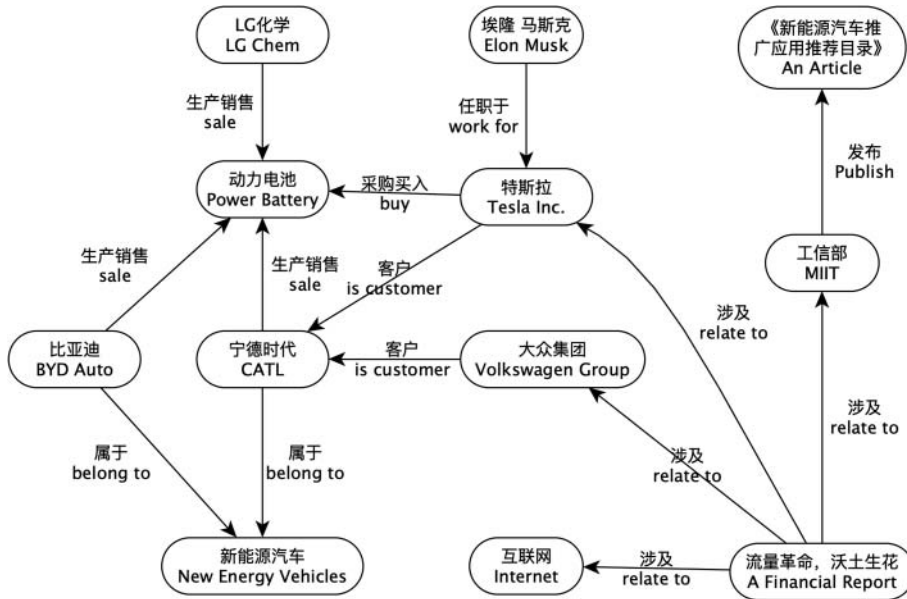 LG化学
LG Chem
埃隆 马斯克
Elon Musk
《新能源汽车推
广应用推荐目录》
An Article
生产销售
sale
任职于
work for
发布
Publish
动力电池
Power Battery
采购买入
buy
特斯拉
Tesla Inc.
生产销售
sale
生产销售
sale
客户
is customer
工信部
MIIT
涉及
relate to
比亚迪
BYD Auto
宁德时代
CATL
客户
is customer
大众集团
Volkswagen Group
涉及
relate to
属于
belong to
属于
belong to
涉及
relate to
新能源汽车
New Energy Vehicles
互联网
Internet
涉及
relate to
流量革命，沃土生花
A Financial Report